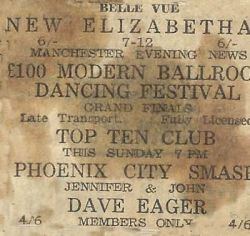 BELLE VUE
NEW ELIZABETHA
6/- 7-12 6/-
MANCHESTER EVENING NEWS
£100 MODERN BALLROO
DANCING FESTIVAL
GRAND FINALS
Late Transport. Fully Licensed
TOP TEN CLUB
THIS SUNDAY 7 PM
PHOENIX CITY SMASH
JENNIFER & JOHN
DAVE EAGER
4/6 MEMBERS ONLY 4/6